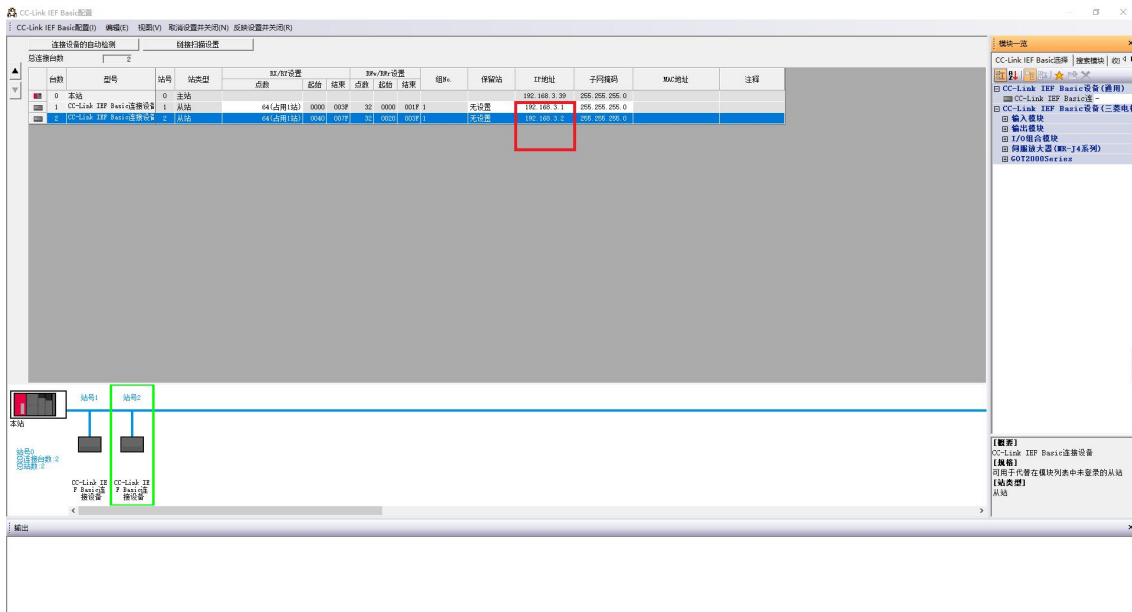 CC-Link IEF Basic配置
CC-Link IEF Basic配置(I) 编辑(E) 视图(V) 取消设置并关闭(N) 反映设置并关闭(R)
连接设备的自动检测 链接扫描设置
总连接台数 2
台数 型号 站号 站类型 RX/RY设置 RWw/RWr设置 组No. 保留站 IP地址 子网掩码 MAC地址 注释
点数 起始 结束 点数 起始 结束
0 本站 0 主站 192.168.3.39 255.255.255.0
1 CC-Link IEF Basic连接设备 1 从站 64(占用1站) 0000 003F 32 0000 001F 1 无设置 192.168.3.1 255.255.255.0
2 CC-Link IEF Basic连接设备 2 从站 64(占用1站) 0040 007F 32 0020 003F 1 无设置 192.168.3.2 255.255.255.0
站号1 站号2
本站
站号0
总连接台数:2
总站数:2
CC-Link IE
F Basic连
接设备
CC-Link IE
F Basic连
接设备
输出
模块一览
CC-Link IEF Basic选择 搜索模块
CC-Link IEF Basic设备(通用)
CC-Link IEF Basic连
CC-Link IEF Basic设备(三菱电机
输入模块
输出模块
I/O组合模块
伺服放大器(MR-J4系列)
GOT2000Series
[概要]
CC-Link IEF Basic连接设备
[规格]
可用于代替在模块列表中未登录的从站
[站类型]
从站